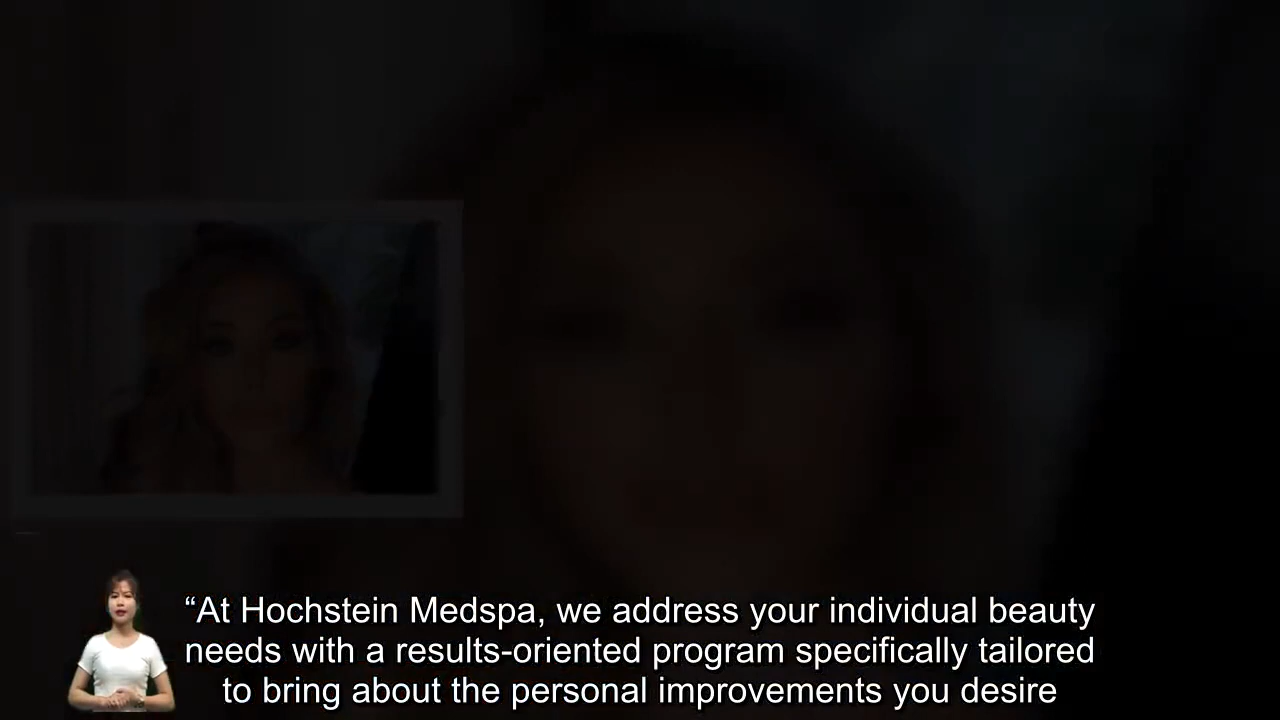 “At Hochstein Medspa, we address your individual beauty
needs with a results-oriented program specifically tailored
to bring about the personal improvements you desire